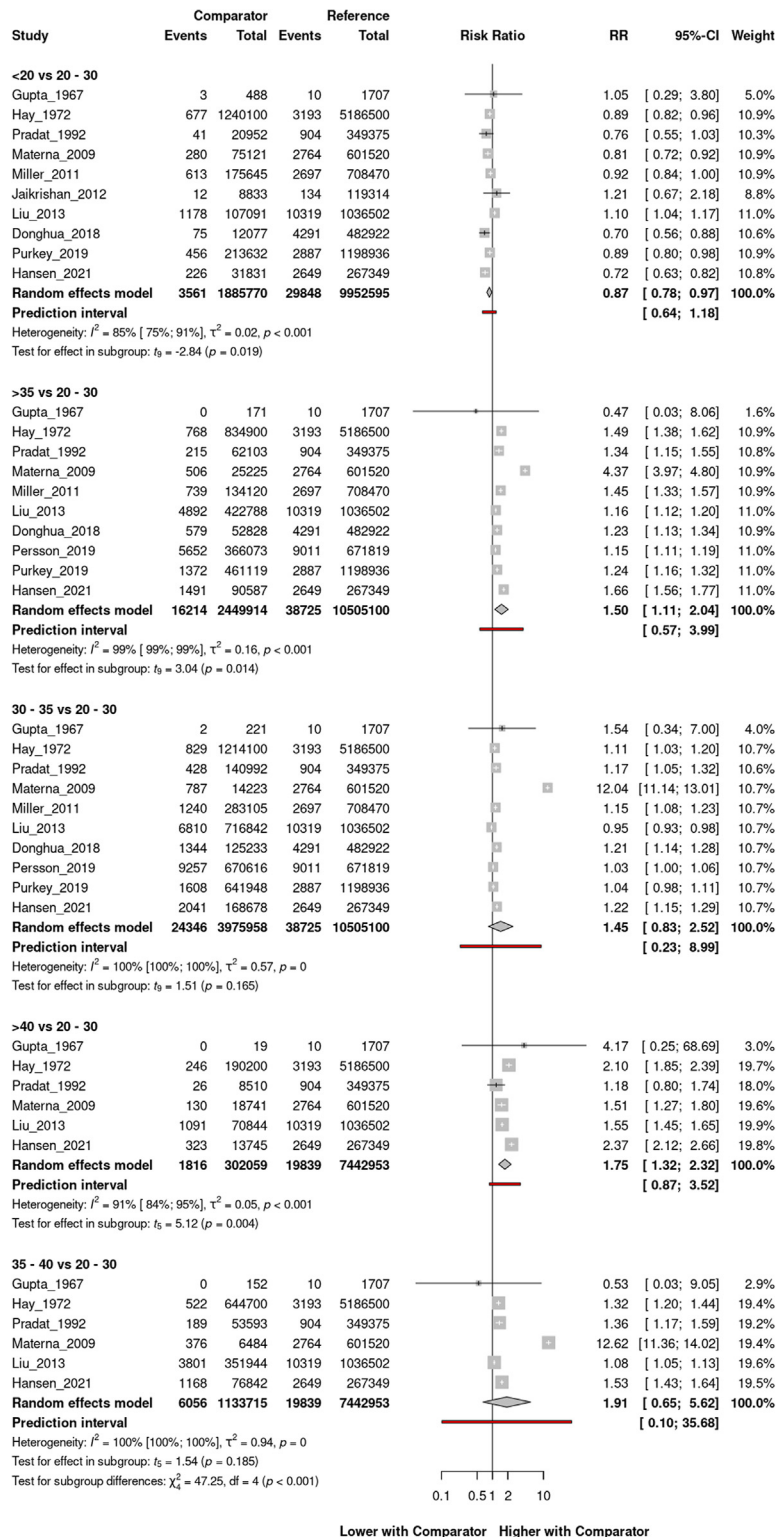 Comparator Reference
Study Events Total Events Total Risk Ratio RR 95%-CI Weight
<20 vs 20 - 30
Gupta_1967 3 488 10 1707 1.05 [ 0.29; 3.80] 5.0%
Hay_1972 677 1240100 3193 5186500 0.89 [ 0.82; 0.96] 10.9%
Pradat_1992 41 20952 904 349375 0.76 [ 0.55; 1.03] 10.2%
Materna_2009 280 75121 2764 601520 0.81 [ 0.72; 0.92] 10.7%
Miller_2011 613 175645 2697 708470 0.92 [ 0.84; 1.00] 10.9%
Jaikrishan_2012 12 8833 134 119314 1.21 [ 0.67; 2.18] 8.8%
Liu_2013 1178 107091 10319 1036502 1.10 [ 1.04; 1.17] 11.0%
Donghua_2018 75 12077 4291 482922 0.70 [ 0.56; 0.88] 10.6%
Purkey_2019 456 213632 2887 1198936 0.89 [ 0.80; 0.98] 10.9%
Hansen_2021 226 31831 2649 267349 0.72 [ 0.63; 0.82] 10.9%
Random effects model 3561 1885770 29848 9952595 0.87 [ 0.78; 0.97] 100.0%
Prediction interval [ 0.64; 1.18]
Heterogeneity: I² = 85% [ 75%; 91%], τ² = 0.02, p < 0.001
Test for effect in subgroup: t₉ = -2.84 (p = 0.019)
>35 vs 20 - 30
Gupta_1967 0 171 10 1707 0.47 [ 0.03; 8.06] 1.6%
Hay_1972 768 834900 3193 5186500 1.49 [ 1.38; 1.62] 10.9%
Pradat_1992 215 62103 904 349375 1.34 [ 1.15; 1.55] 10.8%
Materna_2009 506 25225 2764 601520 4.37 [ 3.97; 4.80] 10.9%
Miller_2011 739 134120 2697 708470 1.45 [ 1.33; 1.57] 10.9%
Liu_2013 4892 422788 10319 1036502 1.16 [ 1.12; 1.20] 11.0%
Donghua_2018 579 52828 4291 482922 1.23 [ 1.13; 1.34] 10.9%
Persson_2019 5652 366073 9011 671819 1.15 [ 1.11; 1.19] 11.0%
Purkey_2019 1372 461119 2887 1198936 1.24 [ 1.16; 1.32] 11.0%
Hansen_2021 1491 90587 2649 267349 1.66 [ 1.56; 1.77] 11.0%
Random effects model 16214 2449914 38725 10505100 1.50 [ 1.11; 2.04] 100.0%
Prediction interval [ 0.57; 3.99]
Heterogeneity: I² = 99% [ 99%; 99%], τ² = 0.16, p < 0.001
Test for effect in subgroup: t₉ = 3.04 (p = 0.014)
30 - 35 vs 20 - 30
Gupta_1967 2 221 10 1707 1.54 [ 0.34; 7.00] 4.0%
Hay_1972 829 1214100 3193 5186500 1.11 [ 1.03; 1.20] 10.7%
Pradat_1992 428 140992 904 349375 1.17 [ 1.05; 1.32] 10.6%
Materna_2009 787 14223 2764 601520 12.04 [11.14; 13.01] 10.7%
Miller_2011 1240 283105 2697 708470 1.15 [ 1.08; 1.23] 10.7%
Liu_2013 6810 716842 10319 1036502 0.95 [ 0.93; 0.98] 10.7%
Donghua_2018 1344 125233 4291 482922 1.21 [ 1.14; 1.28] 10.7%
Persson_2019 9257 670616 9011 671819 1.03 [ 1.00; 1.06] 10.7%
Purkey_2019 1608 641948 2887 1198936 1.04 [ 0.98; 1.11] 10.7%
Hansen_2021 2041 168678 2649 267349 1.22 [ 1.15; 1.29] 10.7%
Random effects model 24346 3975958 38725 10505100 1.45 [ 0.83; 2.52] 100.0%
Prediction interval [ 0.23; 8.99]
Heterogeneity: I² = 100% [100%; 100%], τ² = 0.57, p = 0
Test for effect in subgroup: t₉ = 1.51 (p = 0.165)
>40 vs 20 - 30
Gupta_1967 0 19 10 1707 4.17 [ 0.25; 68.69] 3.0%
Hay_1972 246 190200 3193 5186500 2.10 [ 1.85; 2.39] 19.7%
Pradat_1992 26 8510 904 349375 1.18 [ 0.80; 1.74] 18.0%
Materna_2009 130 18741 2764 601520 1.51 [ 1.27; 1.80] 19.6%
Liu_2013 1091 70844 10319 1036502 1.55 [ 1.45; 1.65] 19.9%
Hansen_2021 323 13745 2649 267349 2.37 [ 2.12; 2.66] 19.8%
Random effects model 1816 302059 19839 7442953 1.75 [ 1.32; 2.32] 100.0%
Prediction interval [ 0.87; 3.52]
Heterogeneity: I² = 91% [ 84%; 95%], τ² = 0.05, p < 0.001
Test for effect in subgroup: t₅ = 5.12 (p = 0.004)
35 - 40 vs 20 - 30
Gupta_1967 0 152 10 1707 0.53 [ 0.03; 9.05] 2.9%
Hay_1972 522 644700 3193 5186500 1.32 [ 1.20; 1.44] 19.4%
Pradat_1992 189 53593 904 349375 1.36 [ 1.17; 1.59] 19.2%
Materna_2009 376 6484 2764 601520 12.62 [11.36; 14.02] 19.4%
Liu_2013 3801 351944 10319 1036502 1.08 [ 1.05; 1.13] 19.6%
Hansen_2021 1168 76842 2649 267349 1.53 [ 1.43; 1.64] 19.5%
Random effects model 6056 1133715 19839 7442953 1.91 [ 0.65; 5.62] 100.0%
Prediction interval [ 0.10; 35.68]
Heterogeneity: I² = 100% [100%; 100%], τ² = 0.94, p = 0
Test for effect in subgroup: t₅ = 1.54 (p = 0.185)
Test for subgroup differences: χ²₄ = 47.25, df = 4 (p < 0.001)
0.1 0.5 1 2 10
Lower with Comparator Higher with Comparator